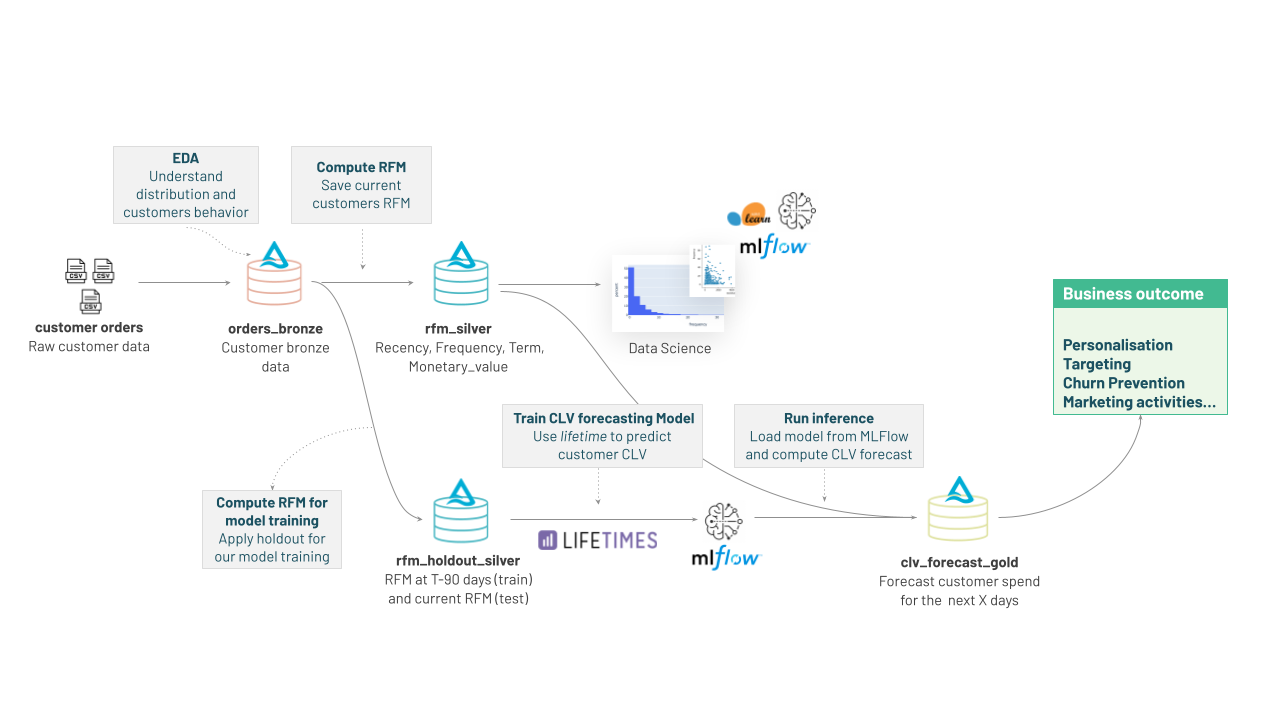 EDA
Understand
distribution and
customers behavior
Compute RFM
Save current
customers RFM
learn
mlflow
CSV
CSV
CSV
customer orders
Raw customer data
orders_bronze
Customer bronze
data
rfm_silver
Recency, Frequency, Term,
Monetary_value
Data Science
Business outcome
Personalisation
Targeting
Churn Prevention
Marketing activities...
Train CLV forecasting Model
Use lifetime to predict
customer CLV
Run inference
Load model from MLFlow
and compute CLV forecast
Compute RFM for
model training
Apply holdout for
our model training
rfm_holdout_silver
RFM at T-90 days (train)
and current RFM (test)
LIFETIMES
mlflow
clv_forecast_gold
Forecast customer spend
for the next X days